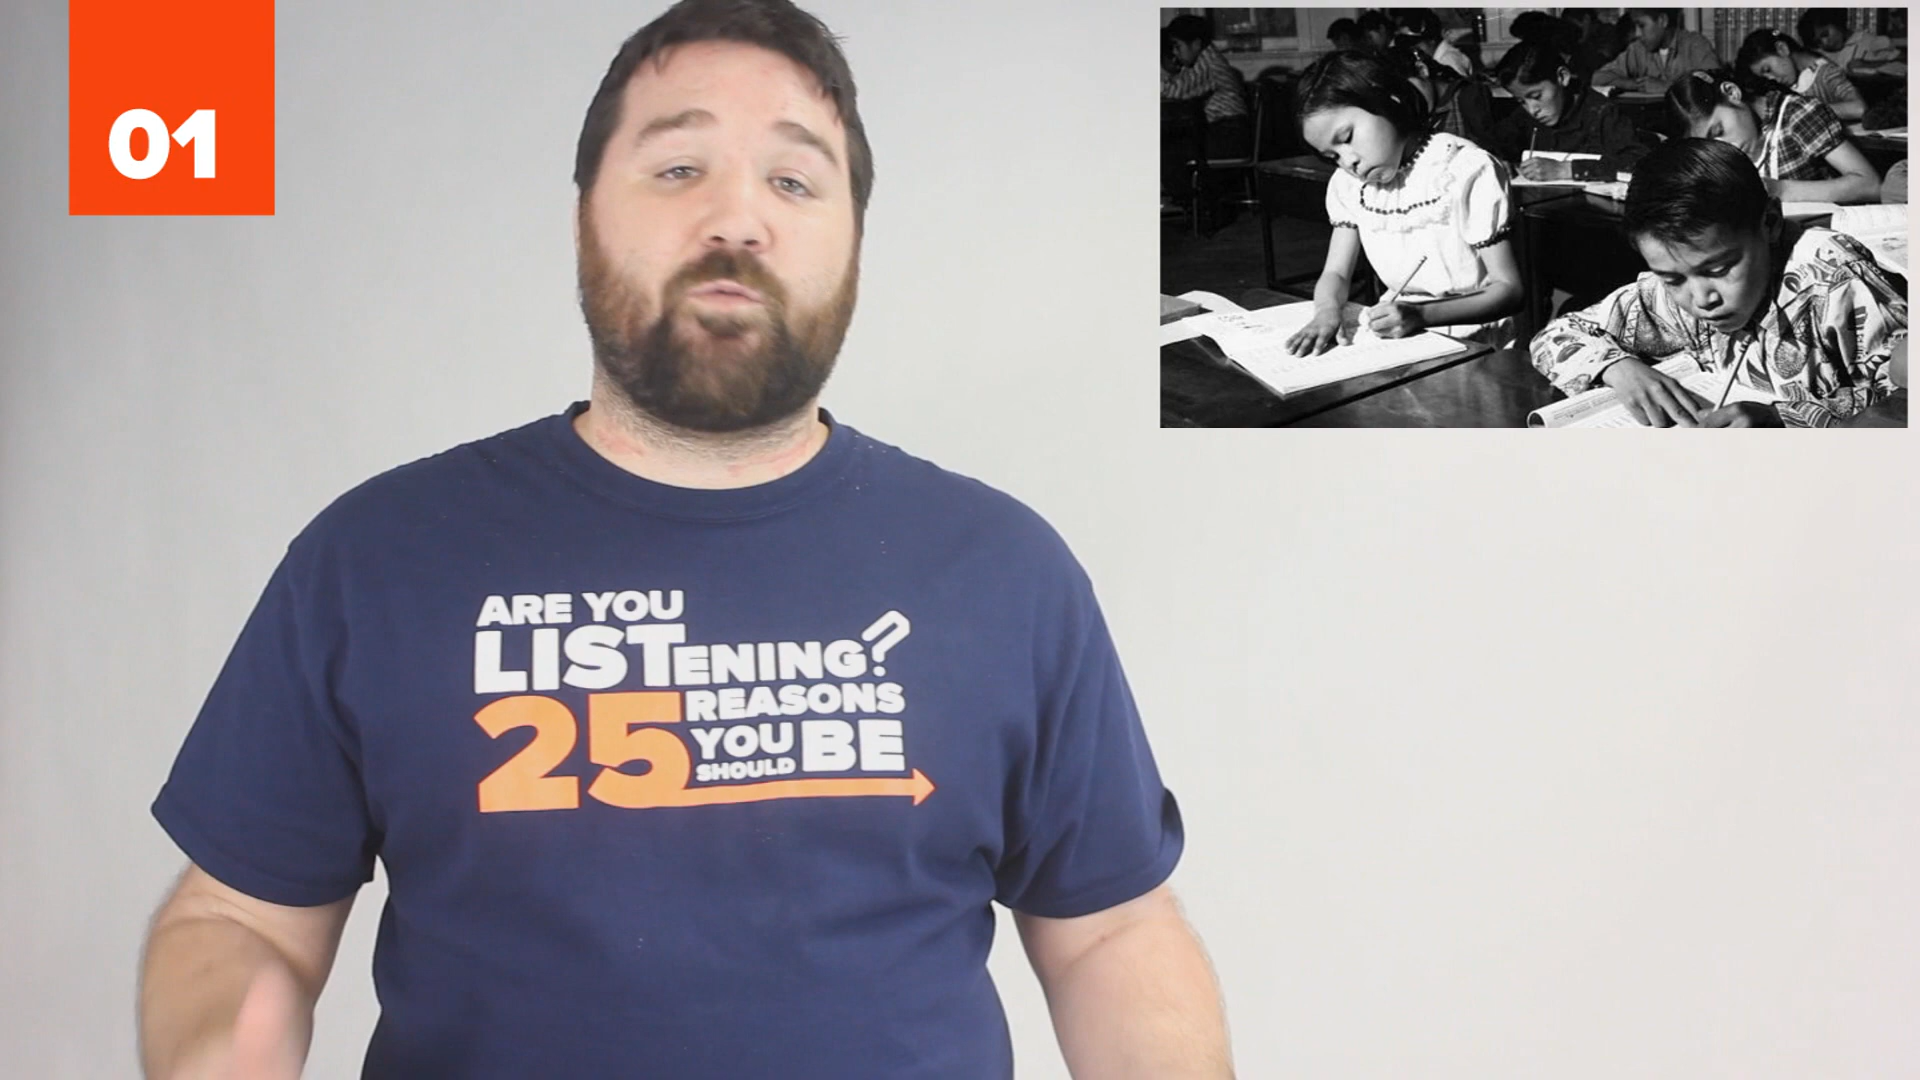 01
ARE YOU
LISTENING?
25 REASONS
YOU SHOULD BE